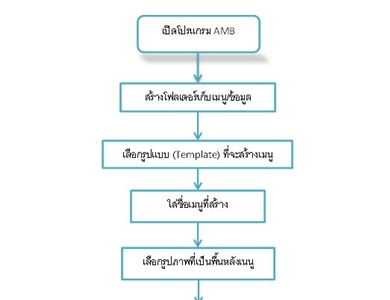 เปิดโปรแกรม AMB
สร้างโฟลเดอร์เก็บเมนู/ข้อมูล
เลือกรูปแบบ (Template) ที่จะสร้างเมนู
ใส่ชื่อเมนูที่สร้าง
เลือกรูปภาพที่เป็นพื้นหลังเมนู